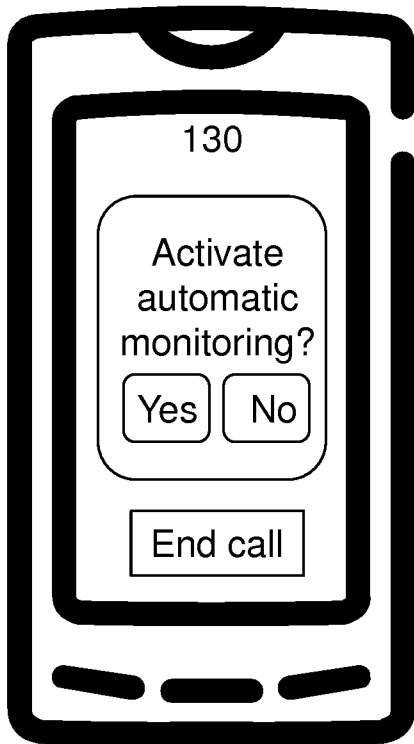 130
Activate
automatic
monitoring?
Yes No
End call